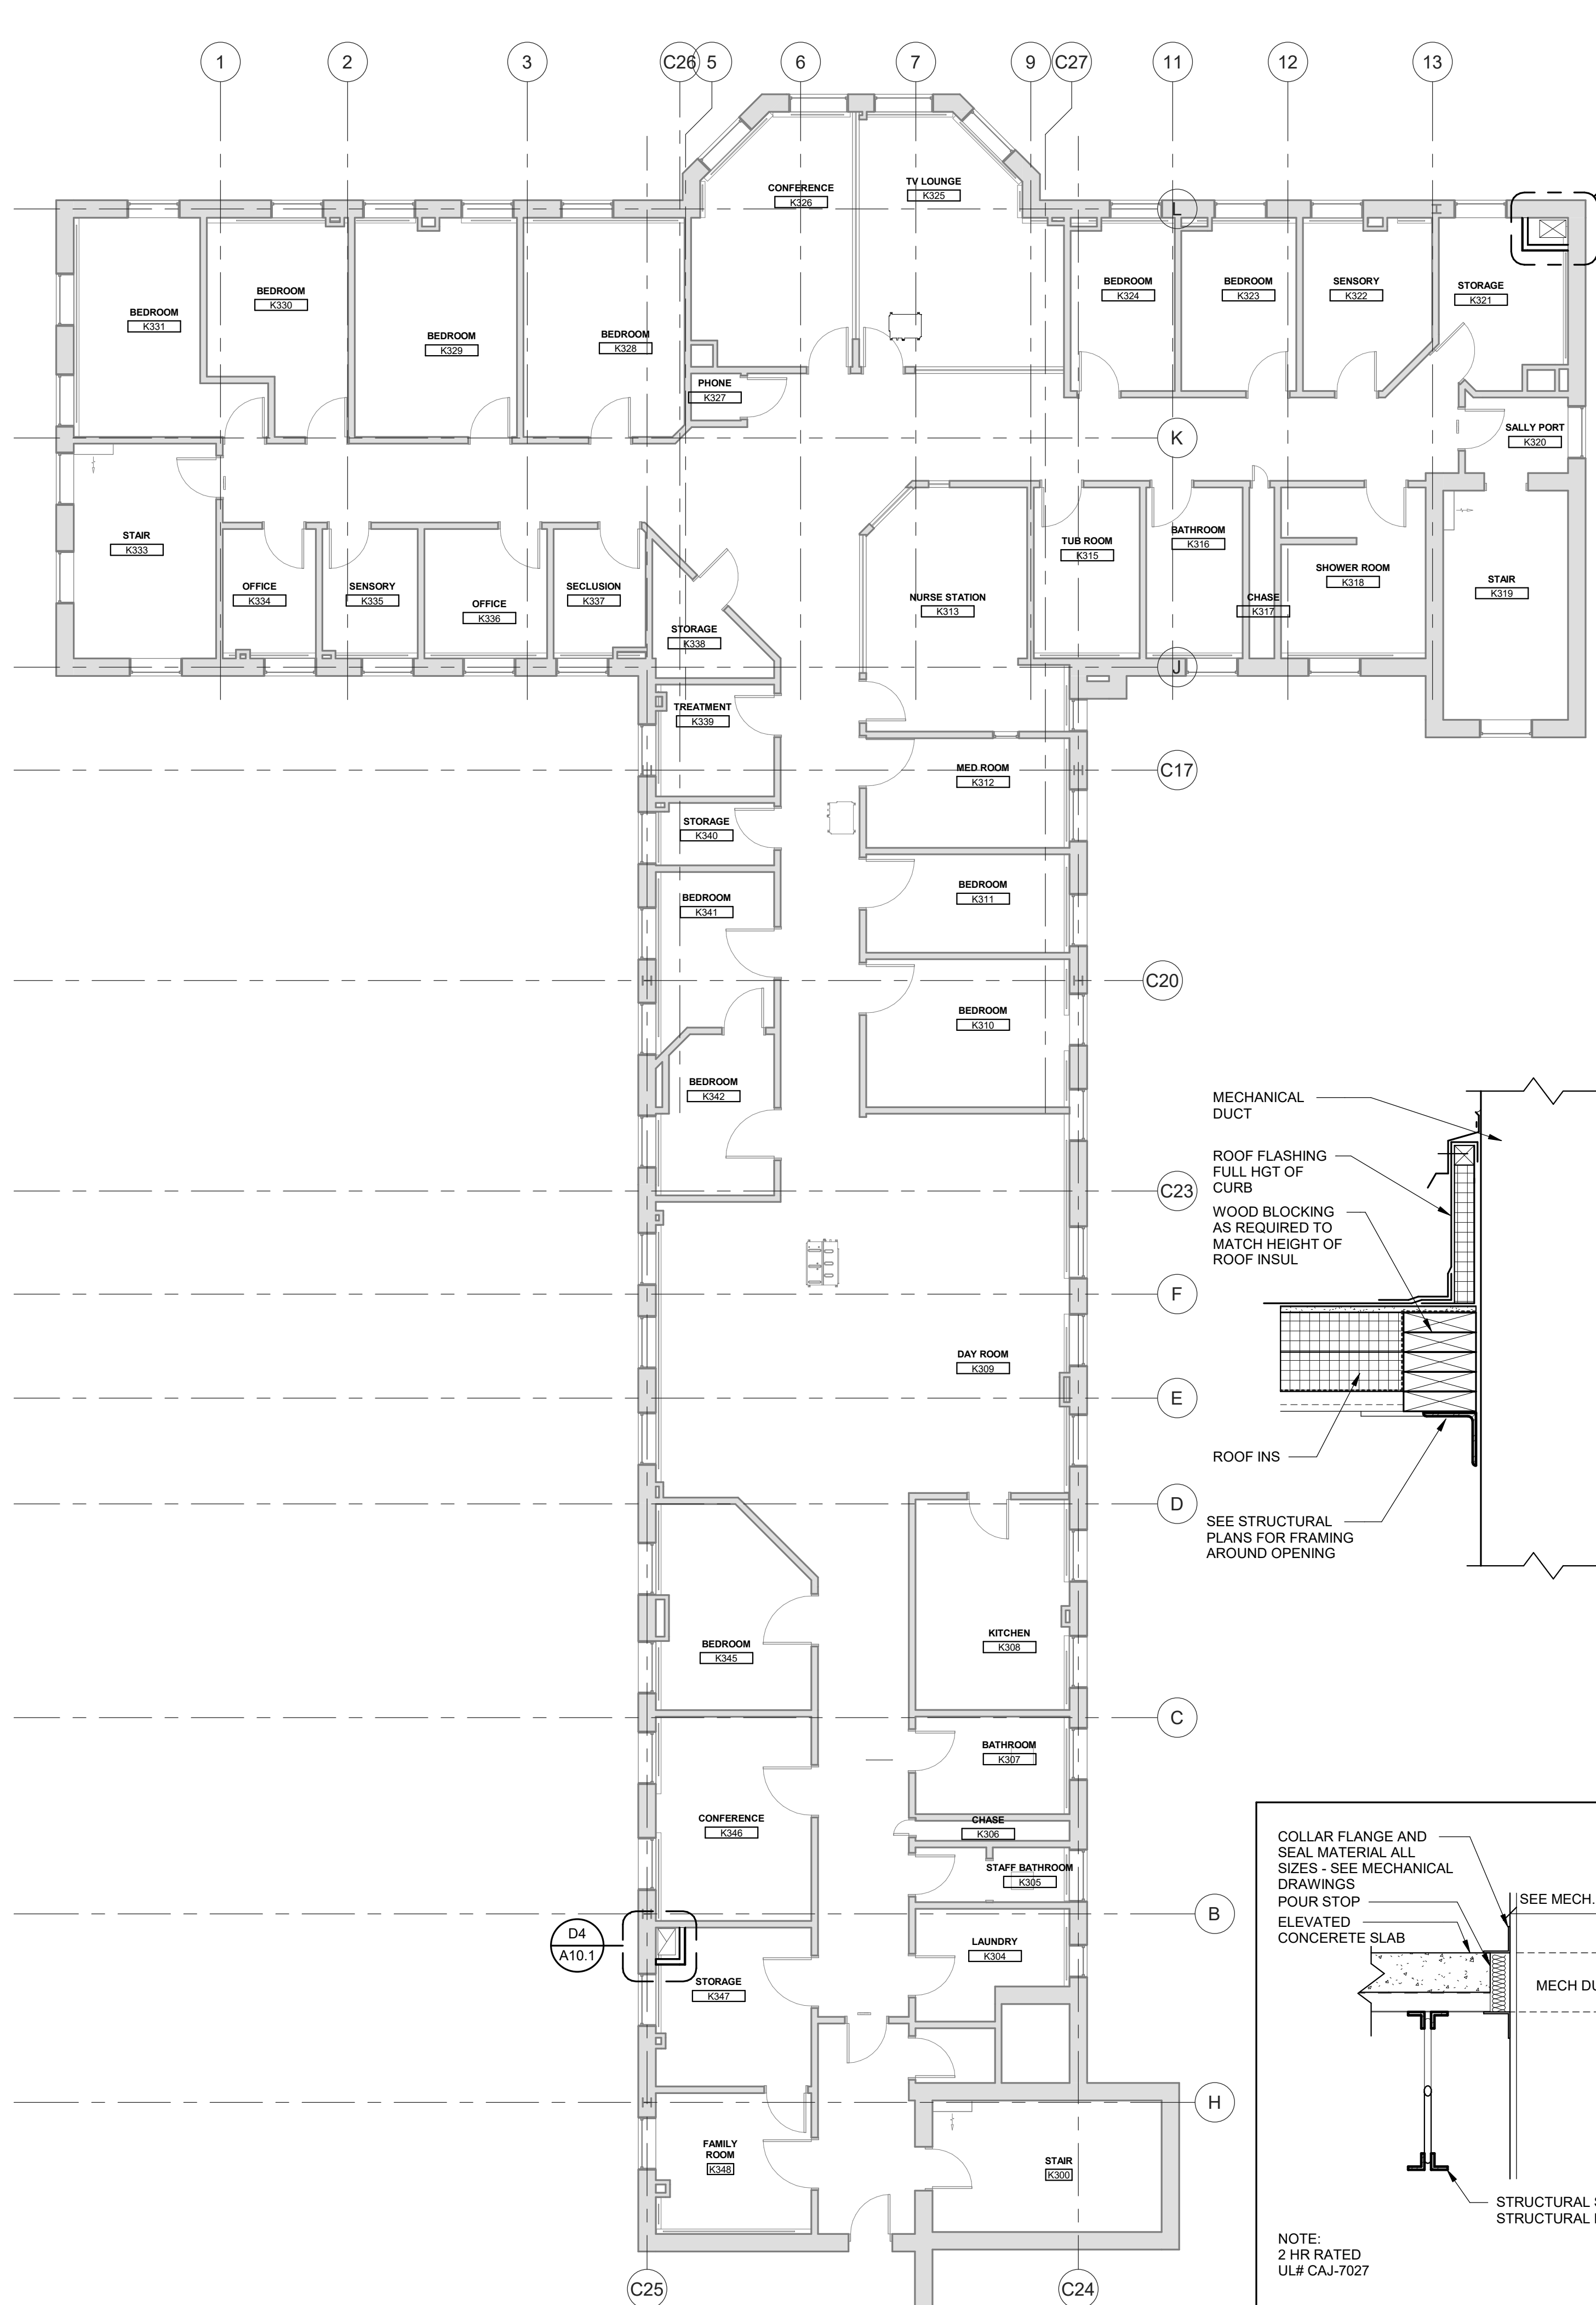 1
2
3
C26
5
6
7
9
C27
11
12
13
CONFERENCE
K326
TV LOUNGE
K325
L
BEDROOM
K331
BEDROOM
K330
BEDROOM
K329
BEDROOM
K328
BEDROOM
K324
BEDROOM
K323
SENSORY
K322
STORAGE
K321
PHONE
K327
K
SALLY PORT
K320
STAIR
K333
OFFICE
K334
SENSORY
K335
OFFICE
K336
SECLUSION
K337
STORAGE
K338
NURSE STATION
K313
TUB ROOM
K315
BATHROOM
K316
CHASE
K317
SHOWER ROOM
K318
STAIR
K319
J
TREATMENT
K339
MED ROOM
K312
C17
STORAGE
K340
BEDROOM
K341
BEDROOM
K311
C20
BEDROOM
K310
BEDROOM
K342
C23
F
DAY ROOM
K309
E
D
MECHANICAL
DUCT
ROOF FLASHING
FULL HGT OF
CURB
WOOD BLOCKING
AS REQUIRED TO
MATCH HEIGHT OF
ROOF INSUL
ROOF INS
SEE STRUCTURAL
PLANS FOR FRAMING
AROUND OPENING
BEDROOM
K345
KITCHEN
K308
C
BATHROOM
K307
CONFERENCE
K346
CHASE
K306
STAFF BATHROOM
K305
B
D4
A10.1
LAUNDRY
K304
STORAGE
K347
H
FAMILY
ROOM
K348
STAIR
K300
C25
C24
COLLAR FLANGE AND
SEAL MATERIAL ALL
SIZES - SEE MECHANICAL
DRAWINGS
POUR STOP
ELEVATED
CONCERETE SLAB
SEE MECH.
MECH DU
STRUCTURAL S
STRUCTURAL
NOTE:
2 HR RATED
UL# CAJ-7027